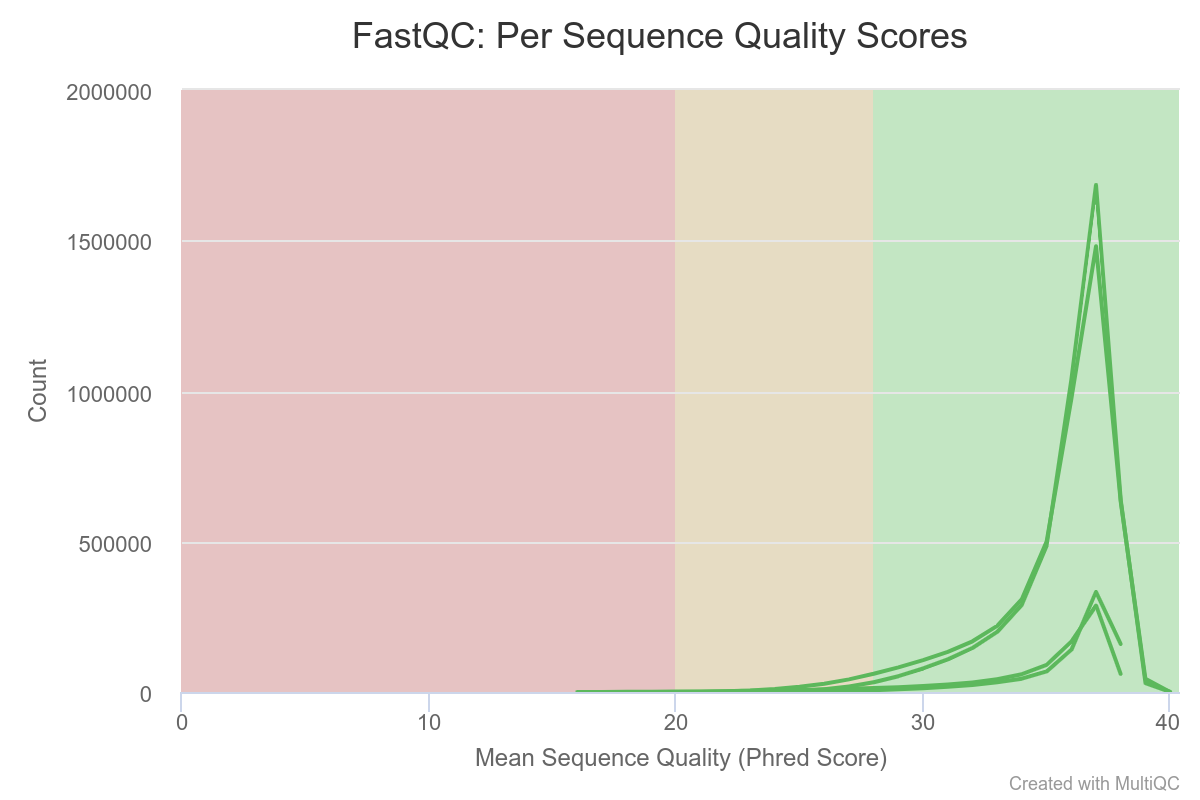 FastQC: Per Sequence Quality Scores
2000000
1500000
1000000
500000
0
Count
0 10 20 30 40
Mean Sequence Quality (Phred Score)
Created with MultiQC